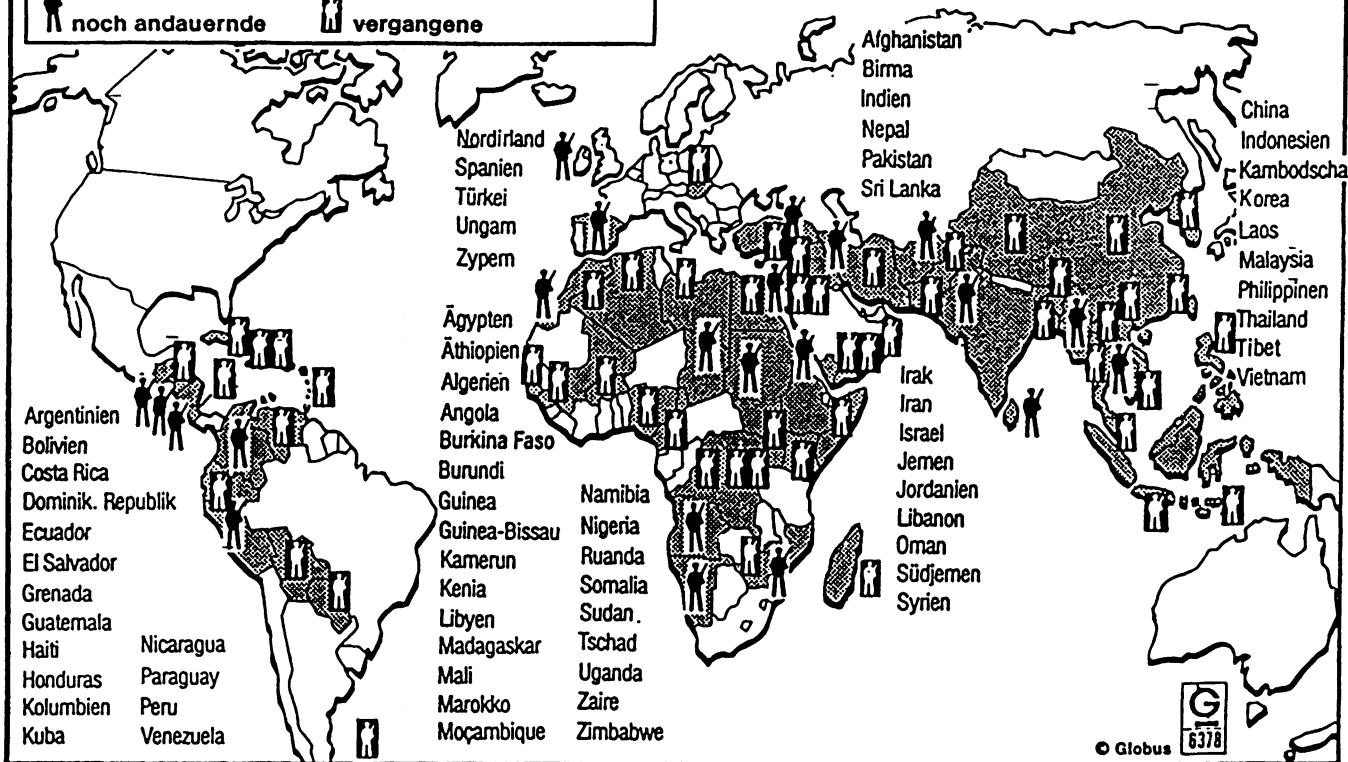 noch andauernde vergangene
Afghanistan
Birma
Indien
Nepal
Pakistan
Sri Lanka
China
Indonesien
Kambodscha
Korea
Laos
Malaysia
Philippinen
Thailand
Tibet
Vietnam
Nordirland
Spanien
Türkei
Ungarn
Zypern
Ägypten
Äthiopien
Algerien
Angola
Burkina Faso
Burundi
Guinea
Guinea-Bissau
Kamerun
Kenia
Libyen
Madagaskar
Mali
Marokko
Moçambique
Namibia
Nigeria
Ruanda
Somalia
Sudan.
Tschad
Uganda
Zaire
Zimbabwe
Irak
Iran
Israel
Jemen
Jordanien
Libanon
Oman
Südjemen
Syrien
Argentinien
Bolivien
Costa Rica
Dominik. Republik
Ecuador
El Salvador
Grenada
Guatemala
Haiti
Honduras
Kolumbien
Kuba
Nicaragua
Paraguay
Peru
Venezuela
© Globus
G
6378